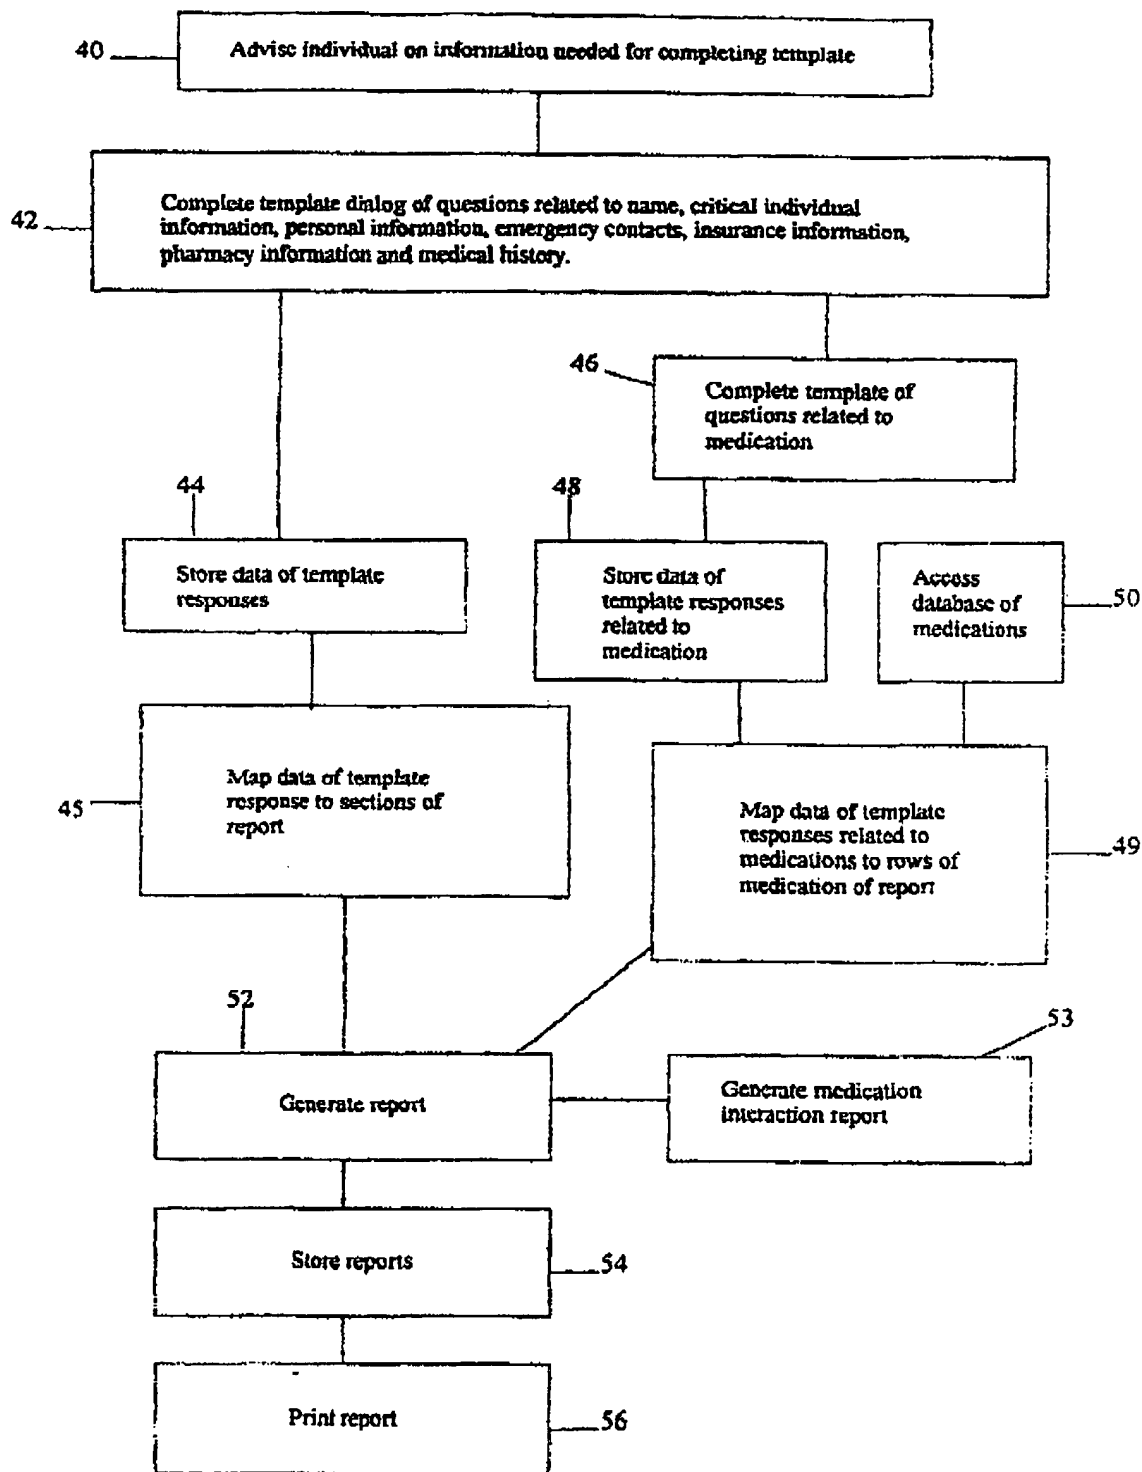 40
Advise individual on information needed for completing template
42
Complete template dialog of questions related to name, critical individual
information, personal information, emergency contacts, insurance information,
pharmacy information and medical history.
46
Complete template of
questions related to
medication
44
Store data of template
responses
48
Store data of
template responses
related to
medication
Access
database of
medications
50
45
Map data of template
response to sections of
report
Map data of template
responses related to
medications to rows of
medication of report
49
52
Generate report
53
Generate medication
interaction report
Store reports
54
Print report
56